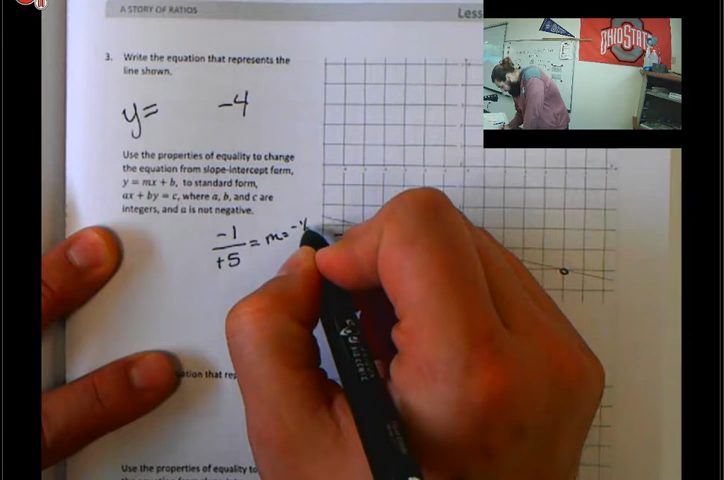 A STORY OF RATIOS
Less
OHIO STATE
3. Write the equation that represents the
line shown.
y= -4
Use the properties of equality to change
the equation from slope-intercept form,
y = mx + b, to standard form,
ax + by = c, where a, b, and c are
integers, and a is not negative.
-1
+5
= m=-
ation that rep
Use the properties of equality to